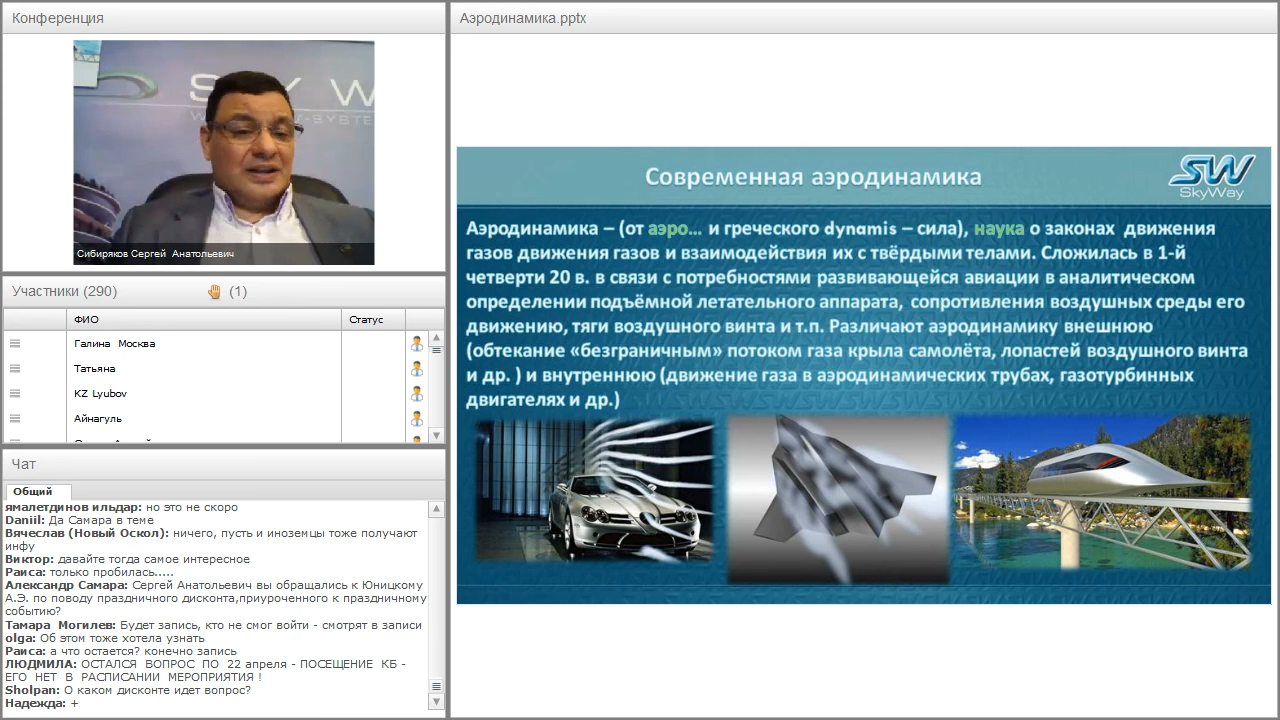 Конференция
SKY W
Сибиряков Сергей Анатольевич
Участники (290) (1)
ФИО Статус
Галина Москва
Татьяна
KZ Lyubov
Айнагуль
Чат
Общий
ямалетдинов ильдар: но это не скоро
Daniil: Да Самара в теме
Вячеслав (Новый Оскол): ничего, пусть и иноземцы тоже получают
инфу
Виктор: давайте тогда самое интересное
Раиса: только пробилась.....
Александр Самара: Сергей Анатольевич вы обращались к Юницкому
А.Э. по поводу праздничного дисконта,приуроченного к праздничному
событию?
Тамара Могилев: Будет запись, кто не смог войти - смотрят в записи
olga: Об этом тоже хотела узнать
Раиса: а что остается? конечно запись
ЛЮДМИЛА: ОСТАЛСЯ ВОПРОС ПО 22 апреля - ПОСЕЩЕНИЕ КБ -
ЕГО НЕТ В РАСПИСАНИИ МЕРОПРИЯТИЯ !
Sholpan: О каком дисконте идет вопрос?
Надежда: +
Аэродинамика.pptx
Современная аэродинамика
SW
SkyWay
Аэродинамика – (от аэро... и греческого dynamis – сила), наука о законах движения
газов движения газов и взаимодействия их с твёрдыми телами. Сложилась в 1-й
четверти 20 в. в связи с потребностями развивающейся авиации в аналитическом
определении подъёмной летательного аппарата, сопротивления воздушных среды его
движению, тяги воздушного винта и т.п. Различают аэродинамику внешнюю
(обтекание «безграничным» потоком газа крыла самолёта, лопастей воздушного винта
и др. ) и внутреннюю (движение газа в аэродинамических трубах, газотурбинных
двигателях и др.)